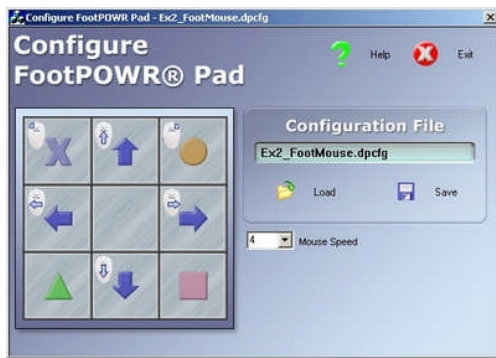 Configure FootPOWR Pad - Ex2_FootMouse.dpcfg
Configure
FootPOWR® Pad
Help
Exit
Configuration File
Ex2_FootMouse.dpcfg
Load
Save
4
Mouse Speed